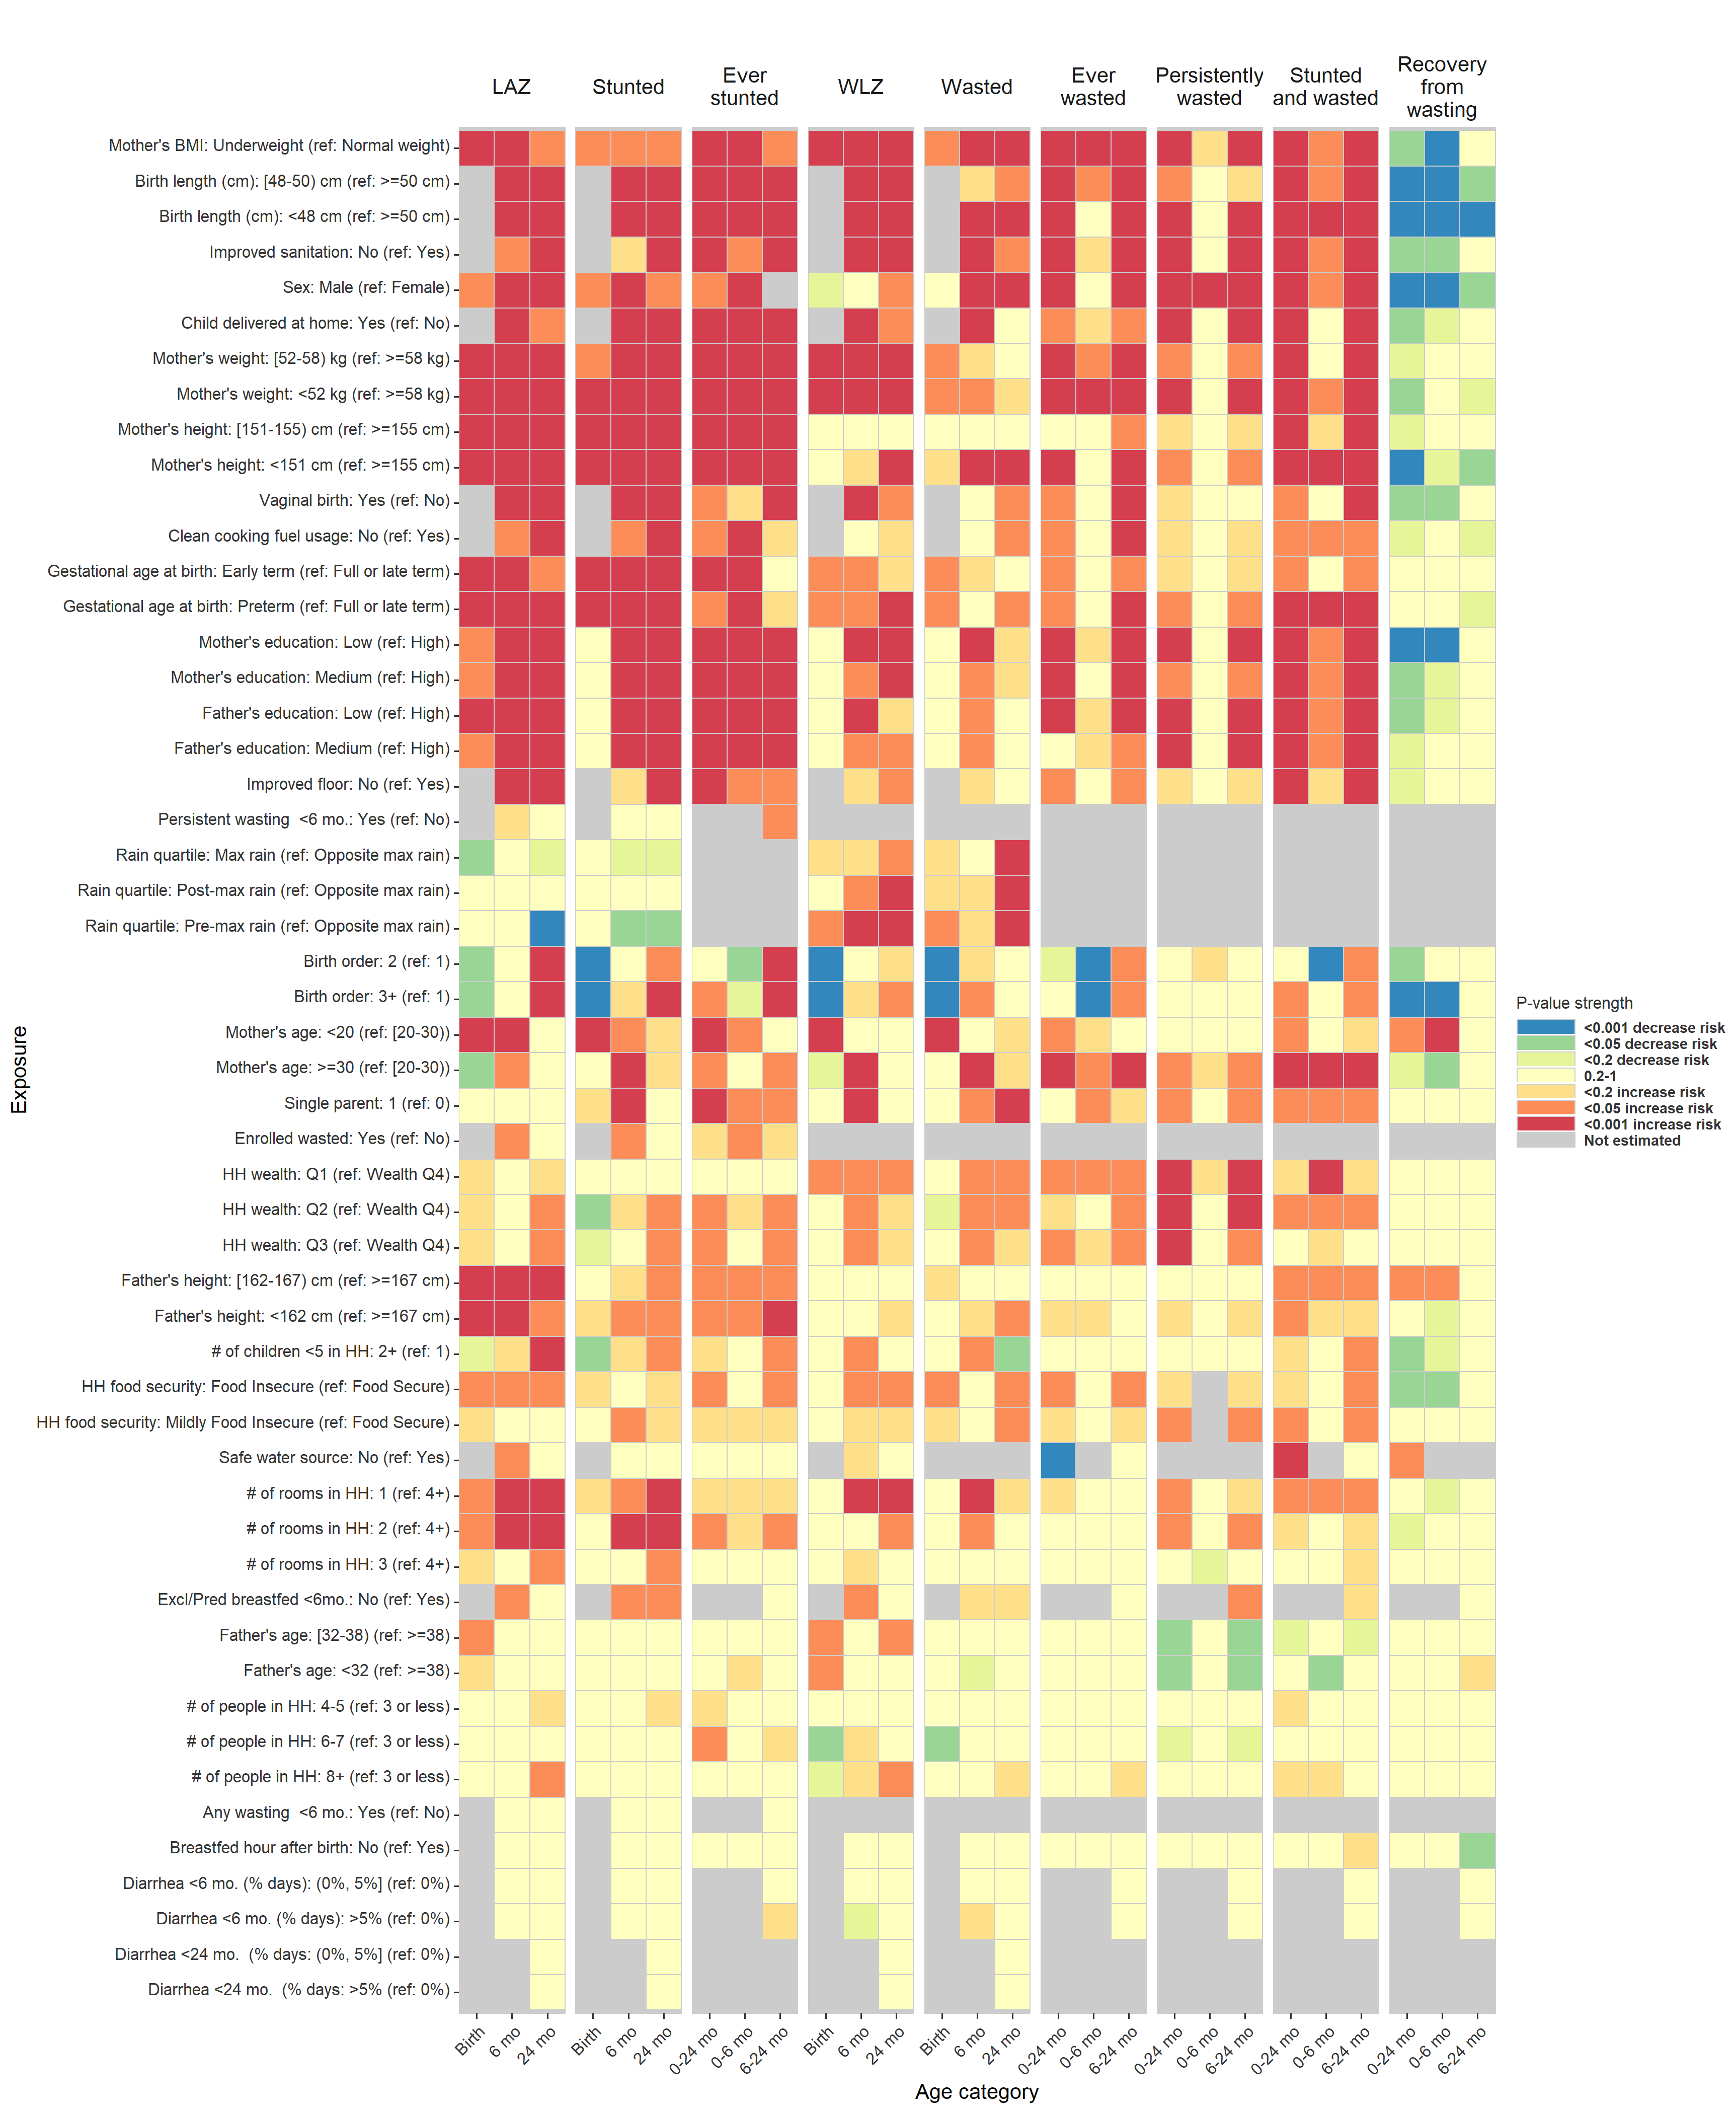 LAZ
Stunted
Ever
stunted
WLZ
Wasted
Ever
wasted
Persistently
wasted
Stunted
and wasted
Recovery
from
wasting
Mother's BMI: Underweight (ref: Normal weight)
Birth length (cm): [48-50) cm (ref: >=50 cm)
Birth length (cm): <48 cm (ref: >=50 cm)
Improved sanitation: No (ref: Yes)
Sex: Male (ref: Female)
Child delivered at home: Yes (ref: No)
Mother's weight: [52-58) kg (ref: >=58 kg)
Mother's weight: <52 kg (ref: >=58 kg)
Mother's height: [151-155) cm (ref: >=155 cm)
Mother's height: <151 cm (ref: >=155 cm)
Vaginal birth: Yes (ref: No)
Clean cooking fuel usage: No (ref: Yes)
Gestational age at birth: Early term (ref: Full or late term)
Gestational age at birth: Preterm (ref: Full or late term)
Mother's education: Low (ref: High)
Mother's education: Medium (ref: High)
Father's education: Low (ref: High)
Father's education: Medium (ref: High)
Improved floor: No (ref: Yes)
Persistent wasting  <6 mo.: Yes (ref: No)
Rain quartile: Max rain (ref: Opposite max rain)
Rain quartile: Post-max rain (ref: Opposite max rain)
Rain quartile: Pre-max rain (ref: Opposite max rain)
Birth order: 2 (ref: 1)
Birth order: 3+ (ref: 1)
Mother's age: <20 (ref: [20-30))
Mother's age: >=30 (ref: [20-30))
Single parent: 1 (ref: 0)
Enrolled wasted: Yes (ref: No)
HH wealth: Q1 (ref: Wealth Q4)
HH wealth: Q2 (ref: Wealth Q4)
HH wealth: Q3 (ref: Wealth Q4)
Father's height: [162-167) cm (ref: >=167 cm)
Father's height: <162 cm (ref: >=167 cm)
# of children <5 in HH: 2+ (ref: 1)
HH food security: Food Insecure (ref: Food Secure)
HH food security: Mildly Food Insecure (ref: Food Secure)
Safe water source: No (ref: Yes)
# of rooms in HH: 1 (ref: 4+)
# of rooms in HH: 2 (ref: 4+)
# of rooms in HH: 3 (ref: 4+)
Excl/Pred breastfed <6mo.: No (ref: Yes)
Father's age: [32-38) (ref: >=38)
Father's age: <32 (ref: >=38)
# of people in HH: 4-5 (ref: 3 or less)
# of people in HH: 6-7 (ref: 3 or less)
# of people in HH: 8+ (ref: 3 or less)
Any wasting  <6 mo.: Yes (ref: No)
Breastfed hour after birth: No (ref: Yes)
Diarrhea <6 mo. (% days): (0%, 5%] (ref: 0%)
Diarrhea <6 mo. (% days): >5% (ref: 0%)
Diarrhea <24 mo.  (% days: (0%, 5%] (ref: 0%)
Diarrhea <24 mo.  (% days: >5% (ref: 0%)
Exposure
Birth
6 mo
24 mo
Birth
6 mo
24 mo
0-24 mo
0-6 mo
6-24 mo
Birth
6 mo
24 mo
Birth
6 mo
24 mo
0-24 mo
0-6 mo
6-24 mo
0-24 mo
0-6 mo
6-24 mo
0-24 mo
0-6 mo
6-24 mo
0-24 mo
0-6 mo
6-24 mo
Age category
P-value strength
<0.001 decrease risk
<0.05 decrease risk
<0.2 decrease risk
0.2-1
<0.2 increase risk
<0.05 increase risk
<0.001 increase risk
Not estimated